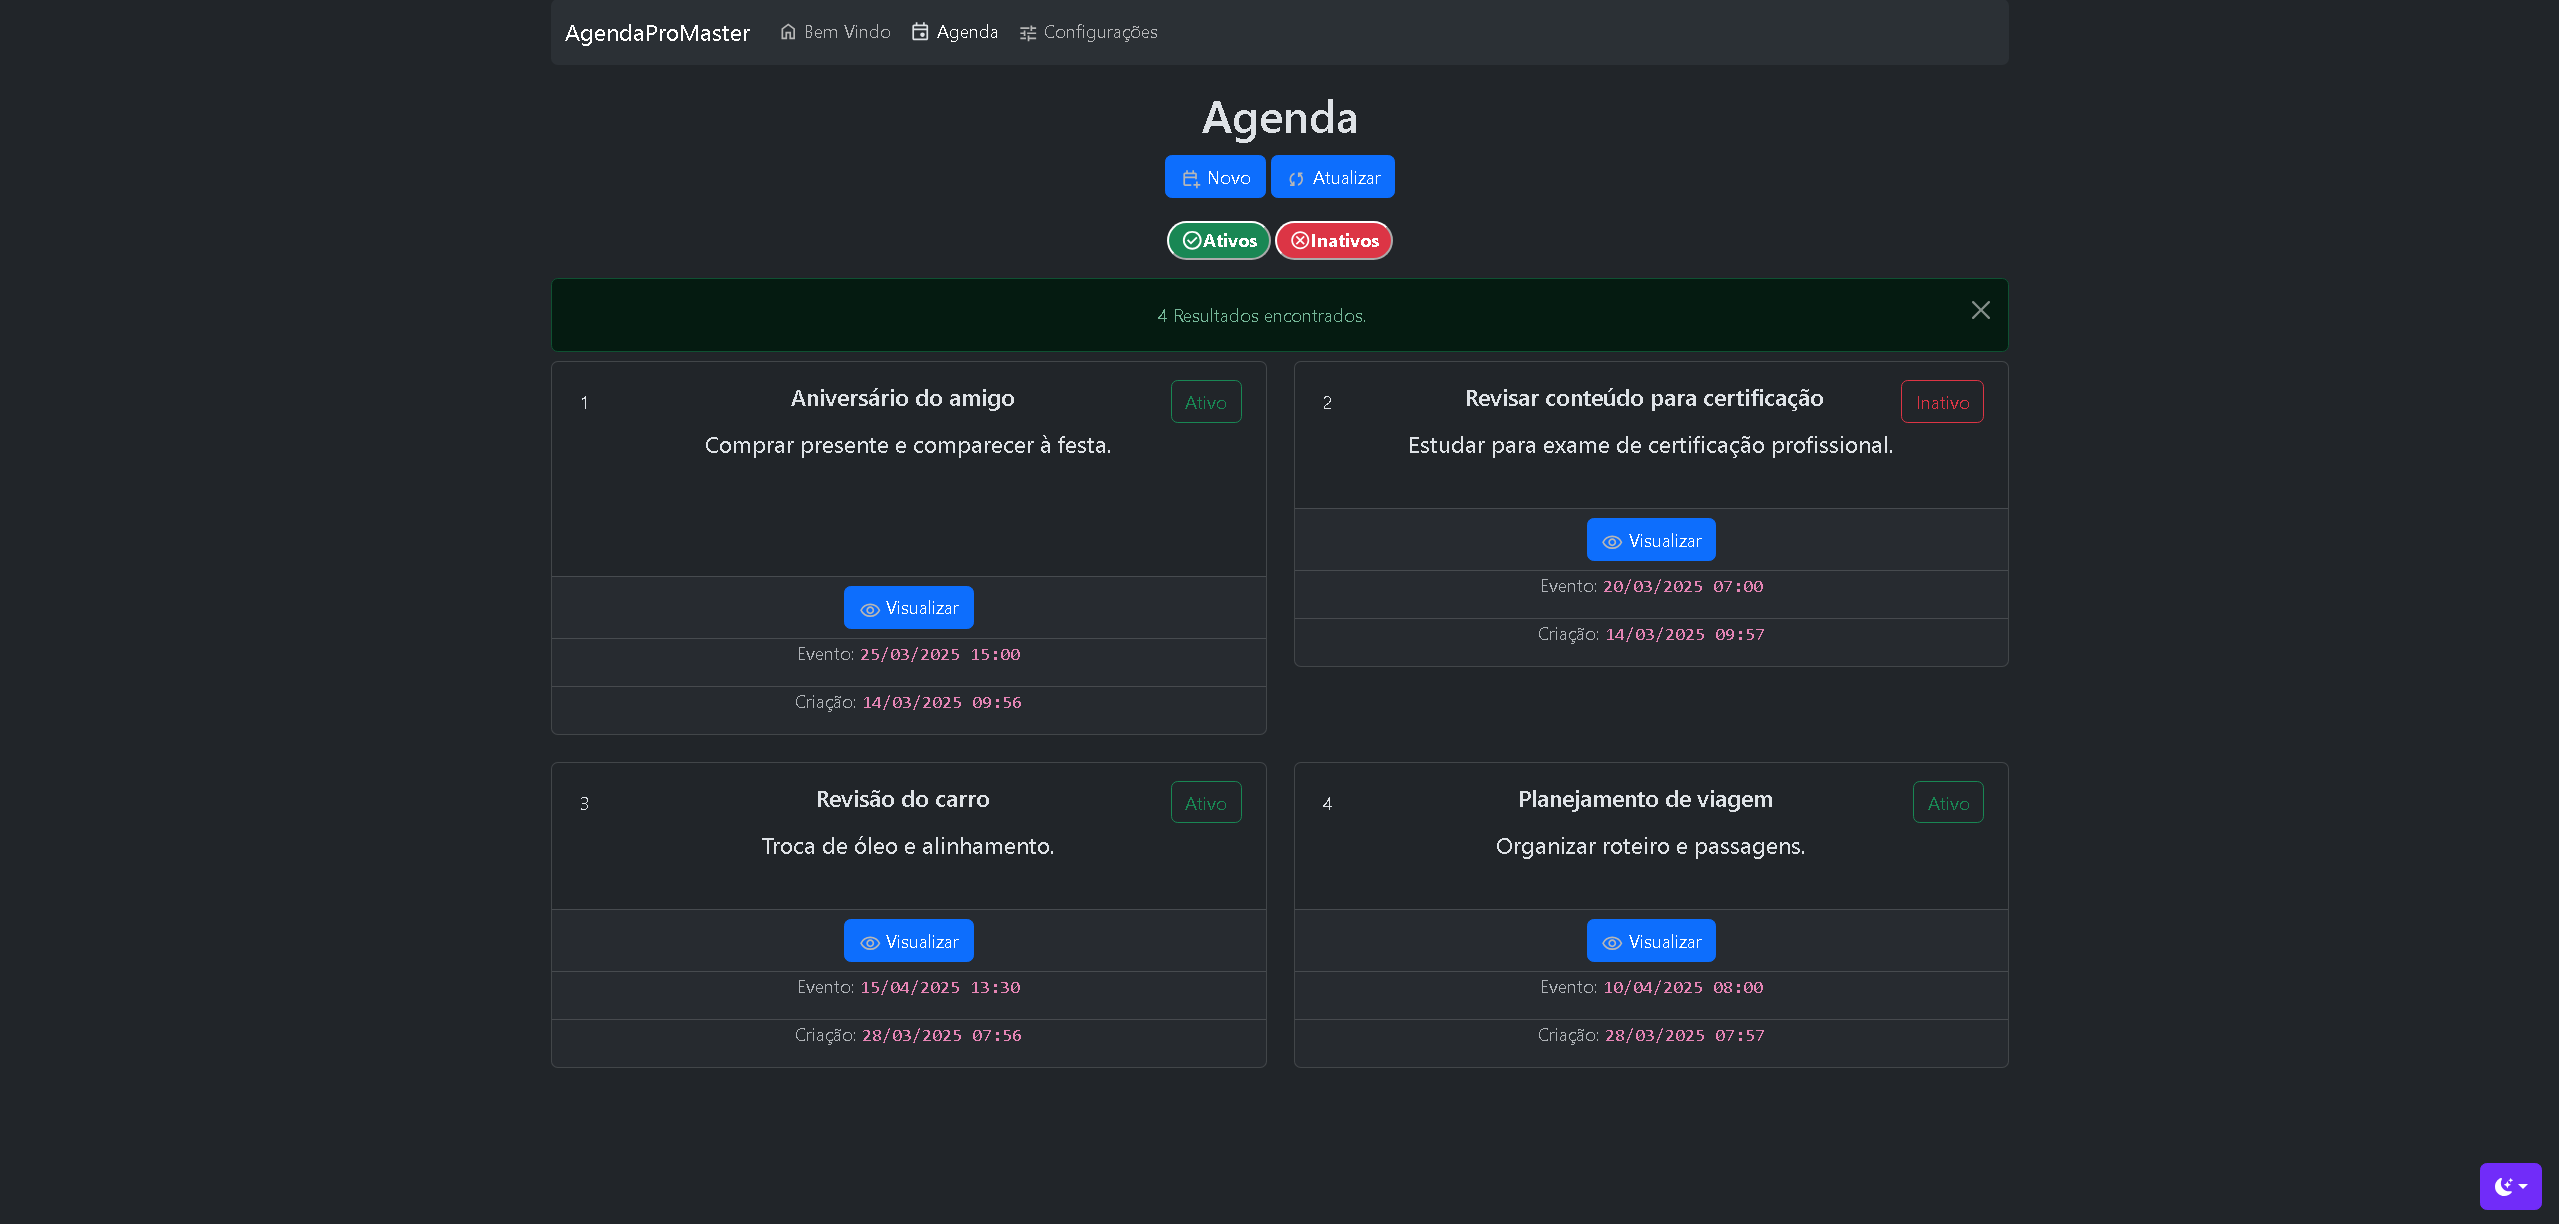 AgendaProMaster Bem Vindo Agenda Configurações
Agenda
Novo Atualizar
Ativos Inativos
4 Resultados encontrados.
1 Aniversário do amigo Ativo
Comprar presente e comparecer à festa.
Visualizar
Evento: 25/03/2025 15:00
Criação: 14/03/2025 09:56
2 Revisar conteúdo para certificação Inativo
Estudar para exame de certificação profissional.
Visualizar
Evento: 20/03/2025 07:00
Criação: 14/03/2025 09:57
3 Revisão do carro Ativo
Troca de óleo e alinhamento.
Visualizar
Evento: 15/04/2025 13:30
Criação: 28/03/2025 07:56
4 Planejamento de viagem Ativo
Organizar roteiro e passagens.
Visualizar
Evento: 10/04/2025 08:00
Criação: 28/03/2025 07:57